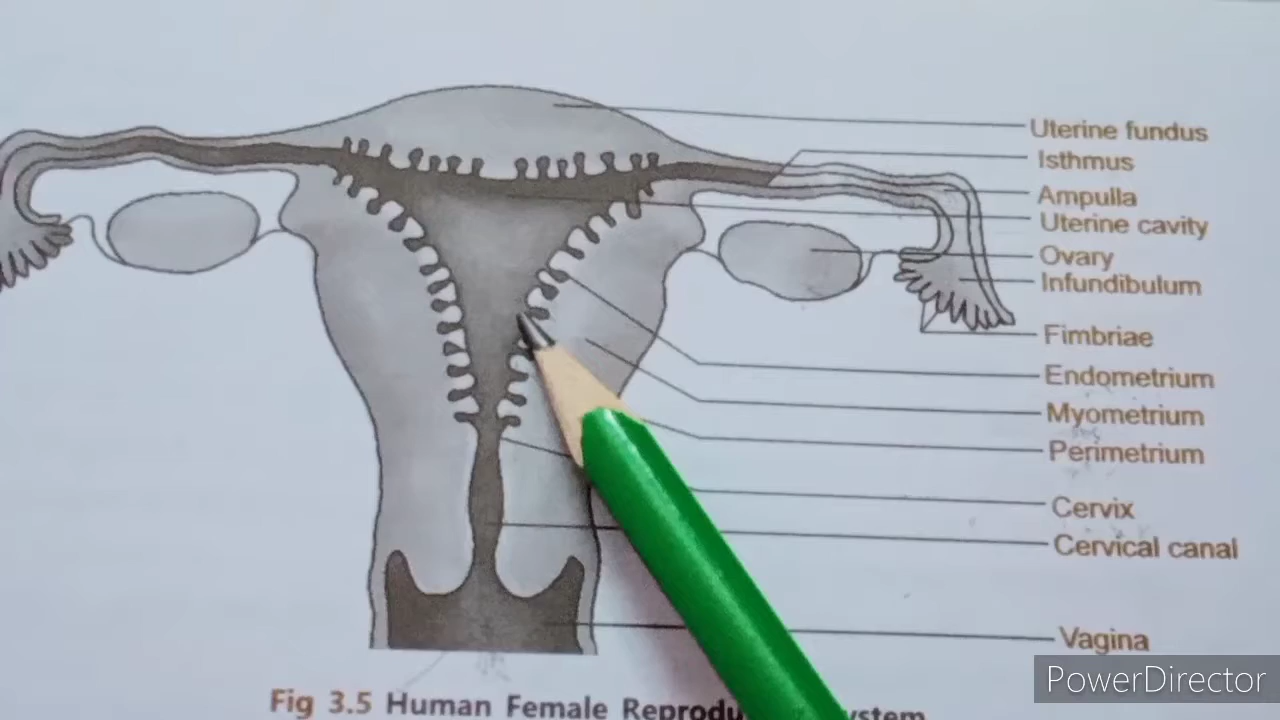 Uterine fundus
Isthmus
Ampulla
Uterine cavity
Ovary
Infundibulum
Fimbriae
Endometrium
Myometrium
Perimetrium
Cervix
Cervical canal
Vagina
Fig 3.5 Human Female
PowerDirector